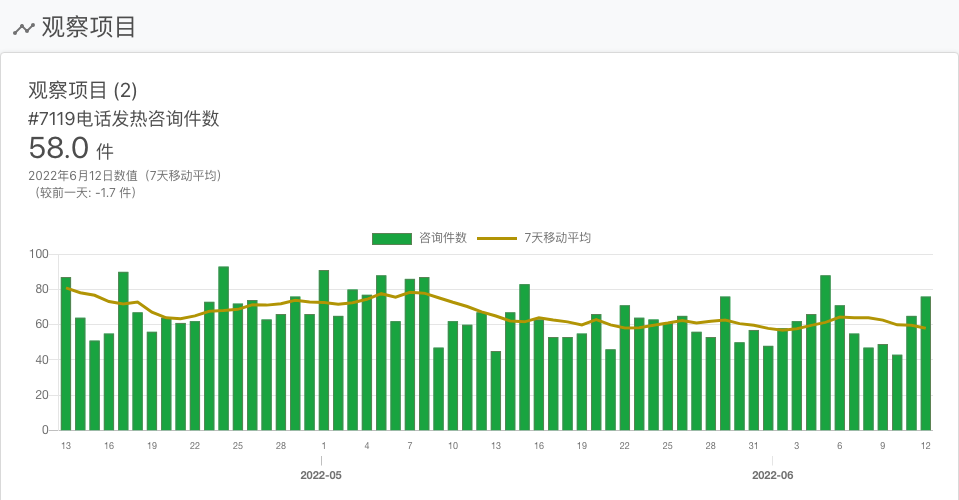 观察项目
观察项目 (2)
#7119电话发热咨询件数
58.0 件
2022年6月12日数值（7天移动平均）
（较前一天: -1.7 件）
咨询件数 7天移动平均
100
80
60
40
20
0
13 16 19 22 25 28 1 4 7 10 13 16 19 22 25 28 31 3 6 9 12
2022-05 2022-06